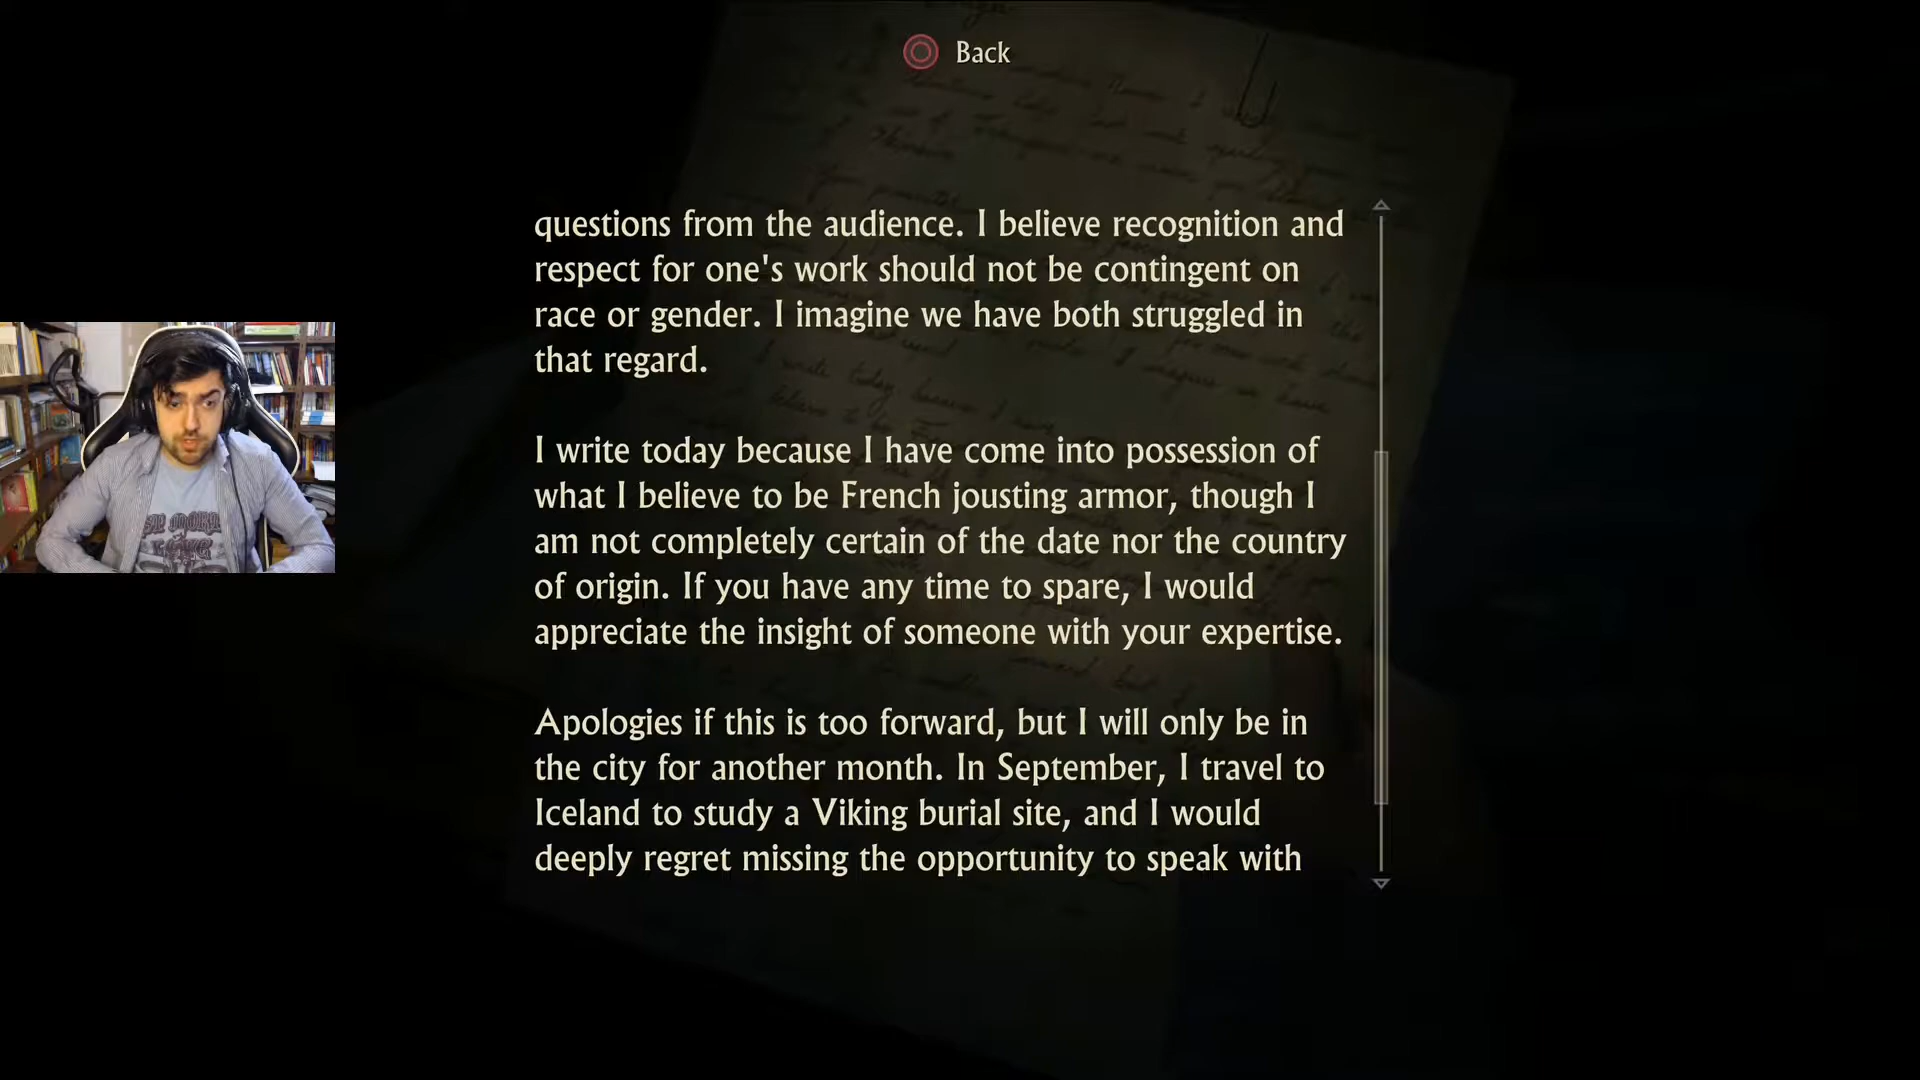 Back
questions from the audience. I believe recognition and
respect for one's work should not be contingent on
race or gender. I imagine we have both struggled in
that regard.
I write today because I have come into possession of
what I believe to be French jousting armor, though I
am not completely certain of the date nor the country
of origin. If you have any time to spare, I would
appreciate the insight of someone with your expertise.
Apologies if this is too forward, but I will only be in
the city for another month. In September, I travel to
Iceland to study a Viking burial site, and I would
deeply regret missing the opportunity to speak with